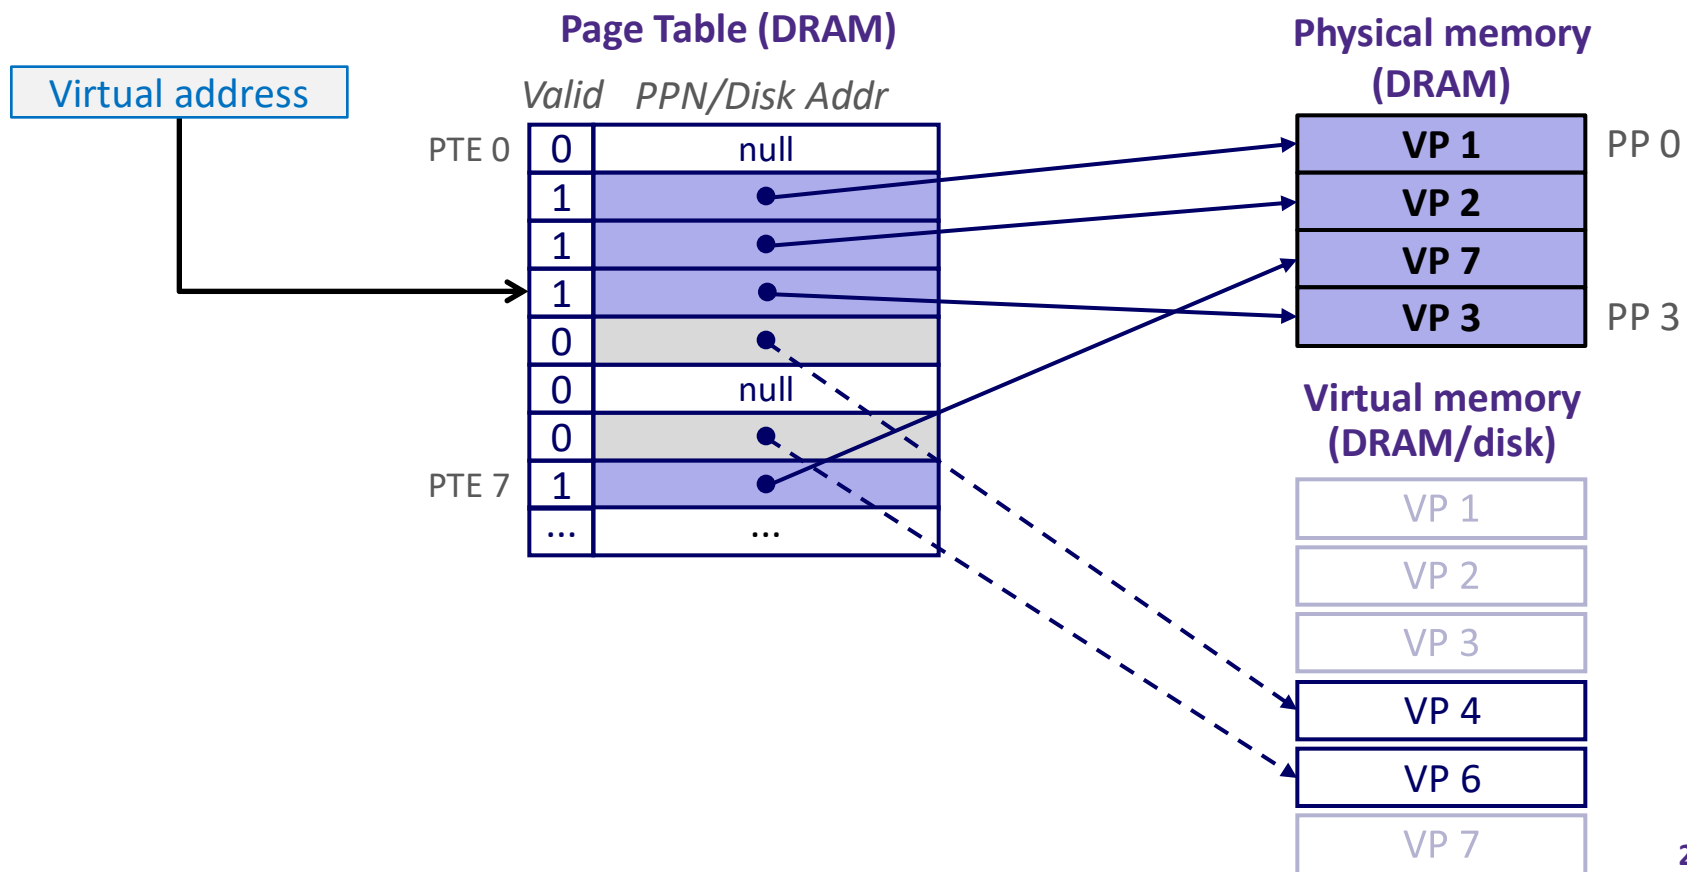 Page Table (DRAM)
Physical memory
(DRAM)
Virtual address
Valid PPN/Disk Addr
PTE 0 0 null
1
1
1
0
0 null
0
PTE 7 1
... ...
VP 1 PP 0
VP 2
VP 7
VP 3 PP 3
Virtual memory
(DRAM/disk)
VP 1
VP 2
VP 3
VP 4
VP 6
VP 7